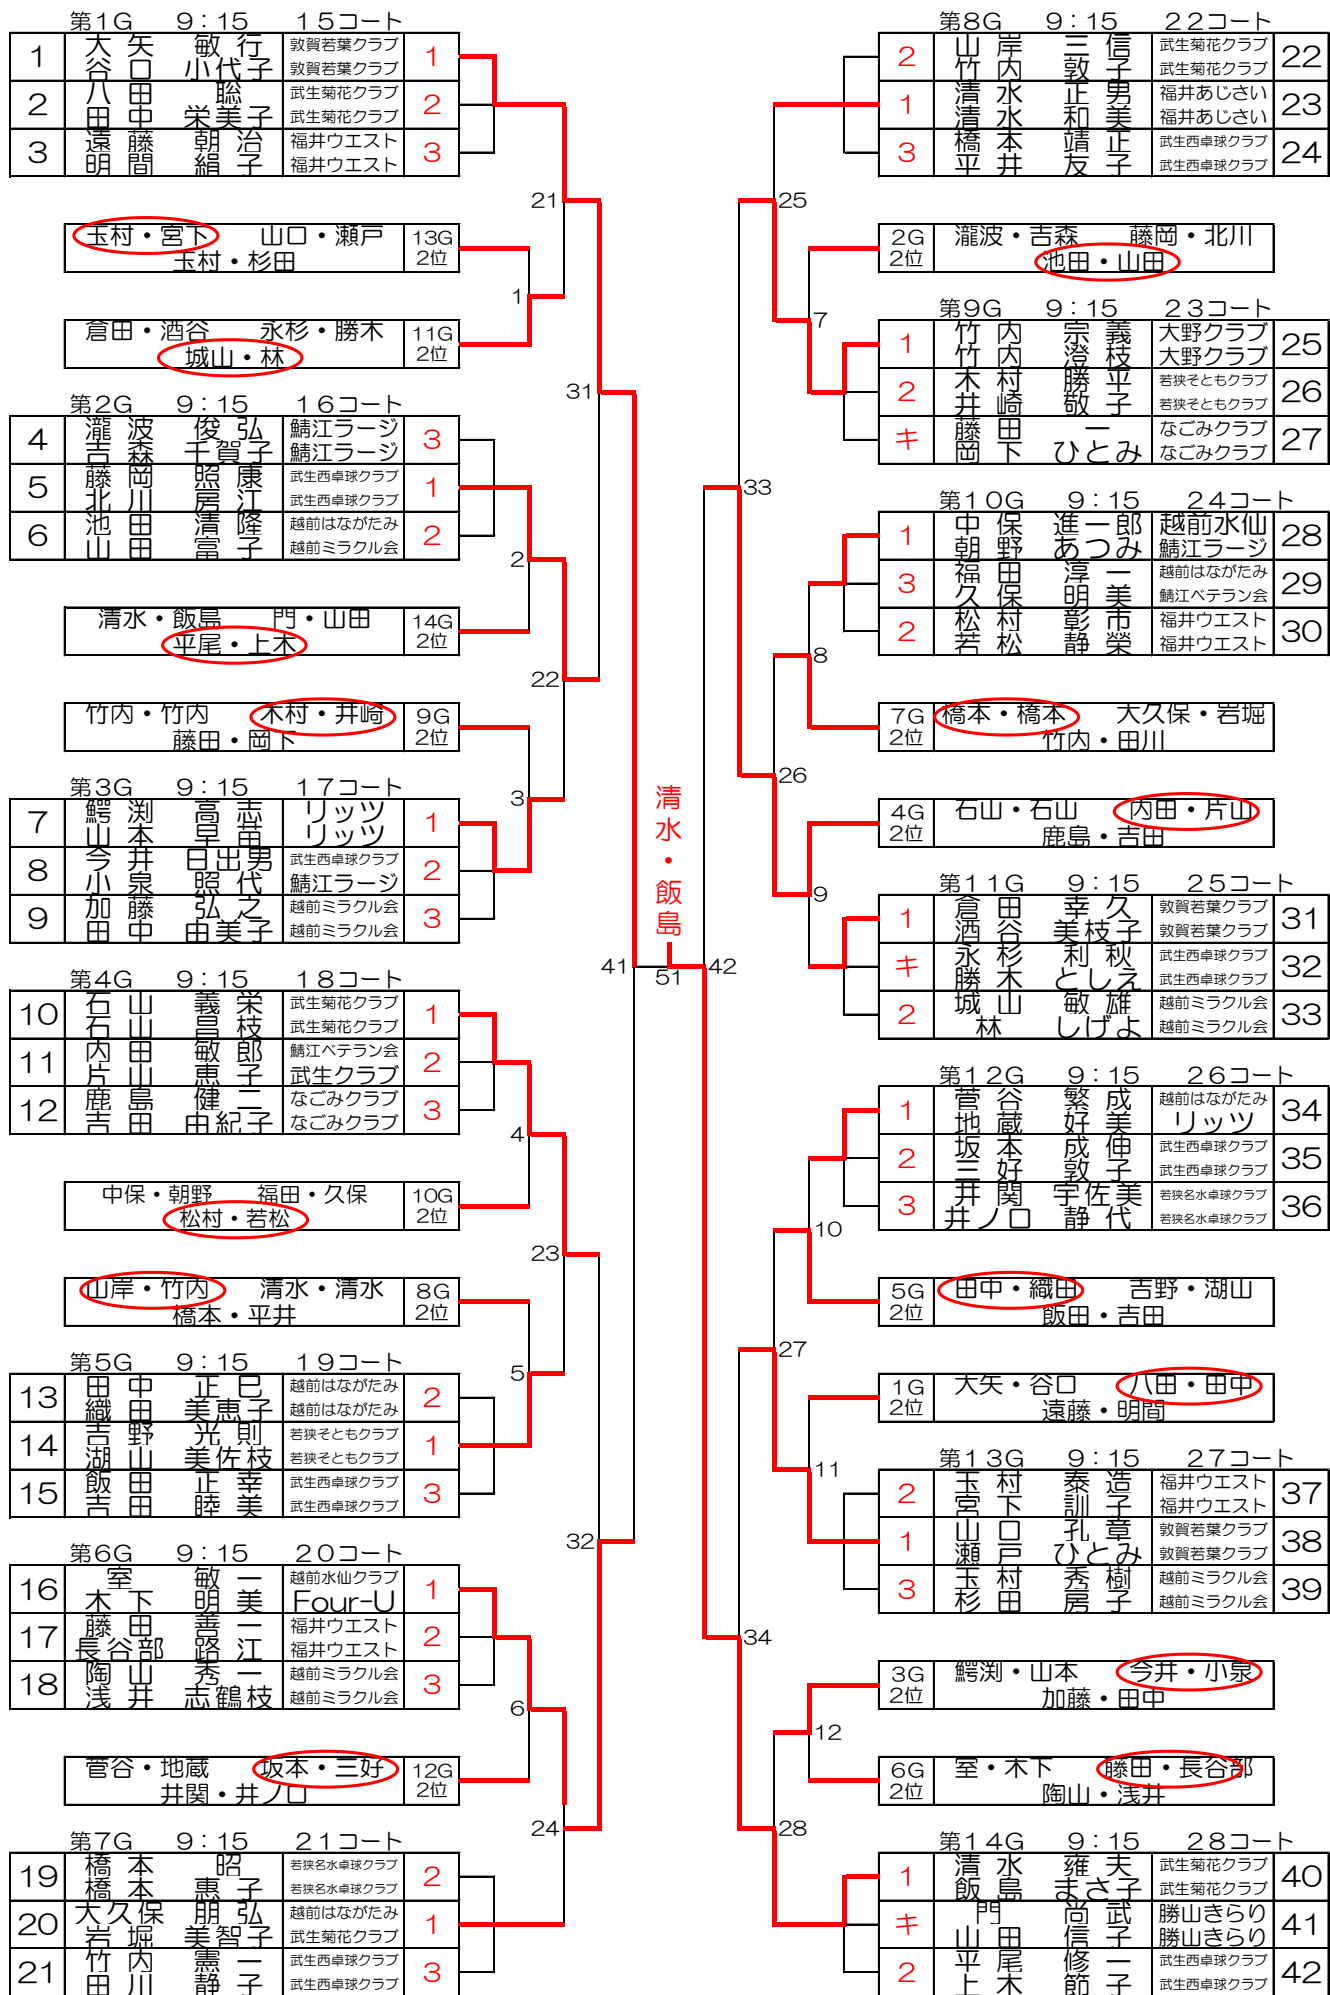 第1G 9:15 15コート
1 大矢 敏行 敦賀若葉クラブ 1
谷口 小代子 敦賀若葉クラブ
2 八田 聡 武生菊花クラブ 2
田中 栄美子 武生菊花クラブ
3 遠藤 朝治 福井ウエスト 3
明間 絹子 福井ウエスト
21
玉村・宮下 山口・瀬戸 13G
玉村・杉田 2位
1
倉田・酒谷 永杉・勝木 11G
城山・林 2位
31
第2G 9:15 16コート
4 瀧波 俊弘 鯖江ラージ 3
吉森 千賀子 鯖江ラージ
5 藤岡 照康 武生西卓球クラブ 1
北川 房江 武生西卓球クラブ
6 池田 清隆 越前はながたみ 2
山田 富子 越前ミラクル会
2
清水・飯島 門・山田 14G
平尾・上木 2位
22
竹内・竹内 木村・井崎 9G
藤田・岡下 2位
3
第3G 9:15 17コート
7 鰐渕 高志 リッツ 1
山本 早苗 リッツ
8 今井 日出男 武生西卓球クラブ 2
小泉 照代 鯖江ラージ
9 加藤 弘之 越前ミラクル会 3
田中 由美子 越前ミラクル会
41
第4G 9:15 18コート
10 石山 義栄 武生菊花クラブ 1
石山 昌枝 武生菊花クラブ
11 内田 敏郎 鯖江ベテラン会 2
片山 恵子 武生クラブ
12 鹿島 健二 なごみクラブ 3
吉田 由紀子 なごみクラブ
4
中保・朝野 福田・久保 10G
松村・若松 2位
23
山岸・竹内 清水・清水 8G
橋本・平井 2位
5
第5G 9:15 19コート
13 田中 正巳 越前はながたみ 2
織田 美恵子 越前はながたみ
14 吉野 光則 若狭そともクラブ 1
湖山 美佐枝 若狭そともクラブ
15 飯田 正幸 武生西卓球クラブ 3
吉田 睦美 武生西卓球クラブ
32
第6G 9:15 20コート
16 室 敏一 越前水仙クラブ 1
木下 明美 Four-U
17 藤田 善一 福井ウエスト 2
長谷部 路江 福井ウエスト
18 陶山 秀一 越前ミラクル会 3
浅井 志鶴枝 越前ミラクル会
6
菅谷・地蔵 坂本・三好 12G
井関・井ノ口 2位
24
第7G 9:15 21コート
19 橋本 昭 若狭名水卓球クラブ 2
橋本 惠子 若狭名水卓球クラブ
20 大久保 朋弘 越前はながたみ 1
岩堀 美智子 武生菊花クラブ
21 竹内 憲一 武生西卓球クラブ 3
田川 静子 武生西卓球クラブ
清水・飯島
51
第8G 9:15 22コート
2 山岸 三信 武生菊花クラブ 22
竹内 敦子 武生菊花クラブ
1 清水 正男 福井あじさい 23
清水 和美 福井あじさい
3 橋本 靖正 武生西卓球クラブ 24
平井 友子 武生西卓球クラブ
25
2G 瀧波・吉森 藤岡・北川
2位 池田・山田
7
第9G 9:15 23コート
1 竹内 宗義 大野クラブ 25
竹内 澄枝 大野クラブ
2 木村 勝平 若狭そともクラブ 26
井崎 敬子 若狭そともクラブ
キ 藤田 一 なごみクラブ 27
岡下 ひとみ なごみクラブ
33
第10G 9:15 24コート
1 中保 進一郎 越前水仙 28
朝野 あつみ 鯖江ラージ
3 福田 淳一 越前はながたみ 29
久保 明美 鯖江ベテラン会
2 松村 彰市 福井ウエスト 30
若松 静榮 福井ウエスト
8
7G 橋本・橋本 大久保・岩堀
2位 竹内・田川
26
4G 石山・石山 内田・片山
2位 鹿島・吉田
9
第11G 9:15 25コート
1 倉田 幸久 敦賀若葉クラブ 31
酒谷 美枝子 敦賀若葉クラブ
キ 永杉 利秋 武生西卓球クラブ 32
勝木 としえ 武生西卓球クラブ
2 城山 敏雄 越前ミラクル会 33
林 しげよ 越前ミラクル会
42
第12G 9:15 26コート
1 菅谷 繁成 越前はながたみ 34
地蔵 好美 リッツ
2 坂本 成伸 武生西卓球クラブ 35
三好 敦子 武生西卓球クラブ
3 井関 宇佐美 若狭名水卓球クラブ 36
井ノ口 静代 若狭名水卓球クラブ
10
5G 田中・織田 吉野・湖山
2位 飯田・吉田
27
1G 大矢・谷口 八田・田中
2位 遠藤・明間
11
第13G 9:15 27コート
2 玉村 泰造 福井ウエスト 37
宮下 訓子 福井ウエスト
1 山口 孔章 敦賀若葉クラブ 38
瀬戸 ひとみ 敦賀若葉クラブ
3 玉村 秀樹 越前ミラクル会 39
杉田 房子 越前ミラクル会
34
3G 鰐渕・山本 今井・小泉
2位 加藤・田中
12
6G 室・木下 藤田・長谷部
2位 陶山・浅井
28
第14G 9:15 28コート
1 清水 雍夫 武生菊花クラブ 40
飯島 まさ子 武生菊花クラブ
キ 門 尚武 勝山きらり 41
山田 信子 勝山きらり
2 平尾 修一 武生西卓球クラブ 42
上木 節子 武生西卓球クラブ